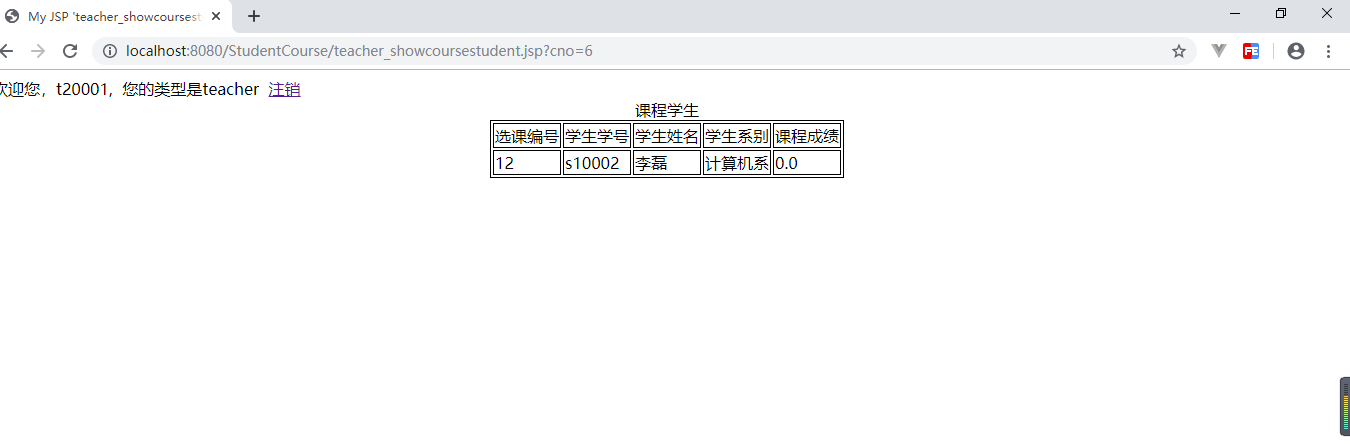 My JSP 'teacher_showcoursest
localhost:8080/StudentCourse/teacher_showcoursestudent.jsp?cno=6
欢迎您，t20001，您的类型是teacher 注销
课程学生
选课编号 学生学号 学生姓名 学生系别 课程成绩
12 s10002 李磊 计算机系 0.0